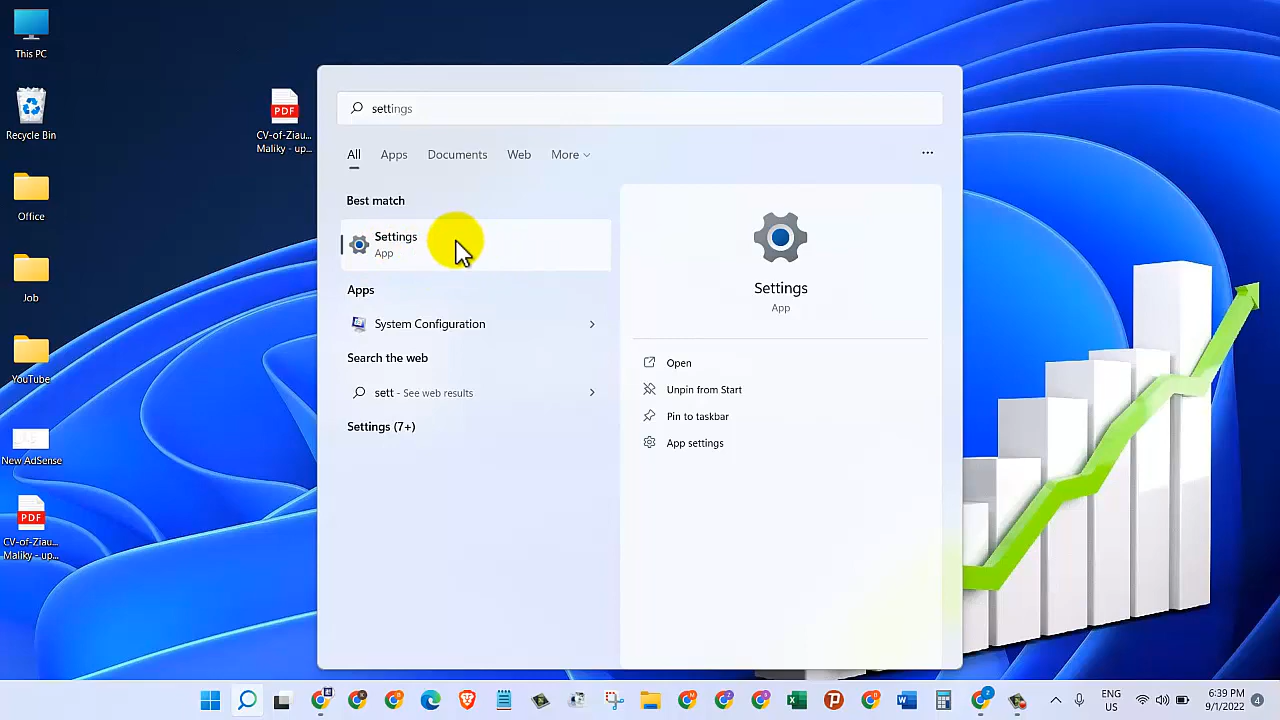 This PC
Recycle Bin
Office
Job
YouTube
New AdSense
PDF
CV-of-Ziau...
Maliky - up...
PDF
CV-of-Ziau...
Maliky - up...
settings
All Apps Documents Web More
Best match
Settings
App
Apps
System Configuration
Search the web
sett - See web results
Settings (7+)
Settings
App
Open
Unpin from Start
Pin to taskbar
App settings
ENG
US
6:39 PM
9/1/2022
4